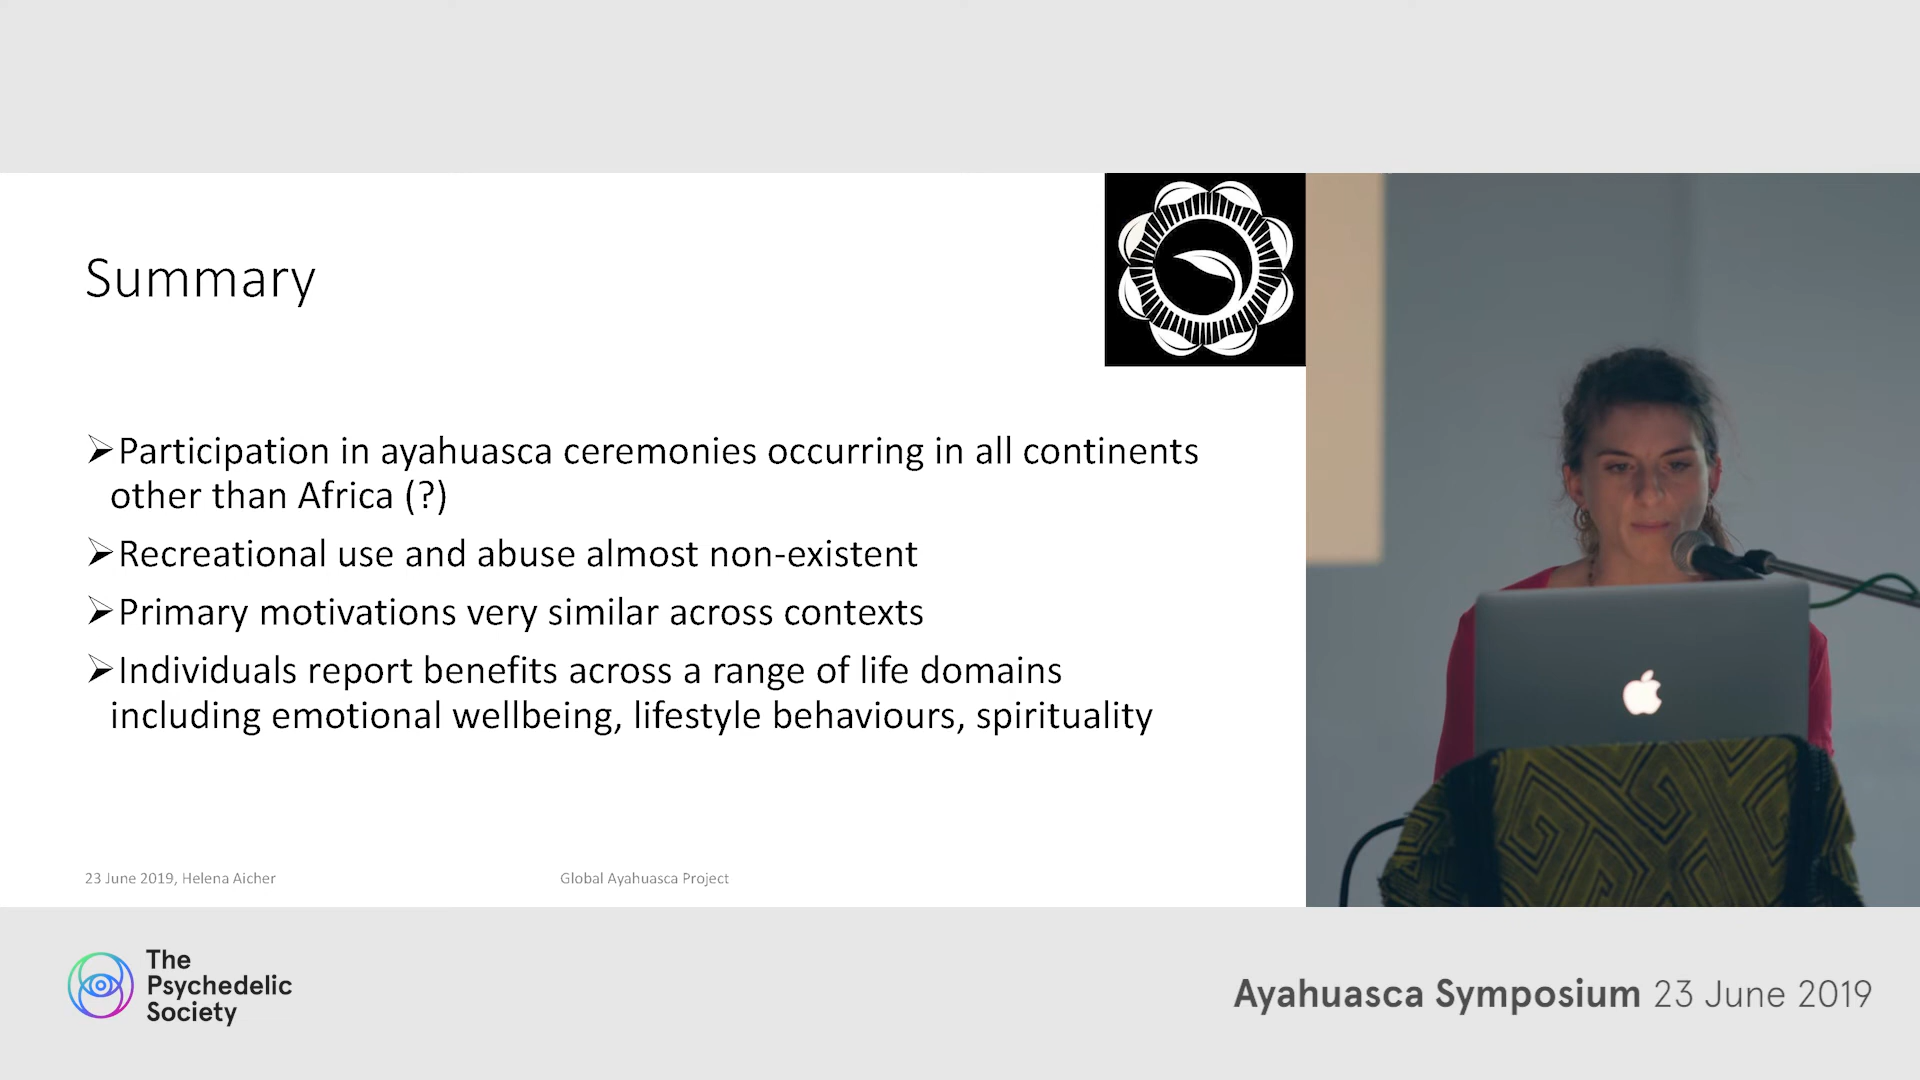 Summary
➢Participation in ayahuasca ceremonies occurring in all continents
other than Africa (?)
➢Recreational use and abuse almost non-existent
➢Primary motivations very similar across contexts
➢Individuals report benefits across a range of life domains
including emotional wellbeing, lifestyle behaviours, spirituality
23 June 2019, Helena Aicher
Global Ayahuasca Project
The
Psychedelic
Society
Ayahuasca Symposium 23 June 2019